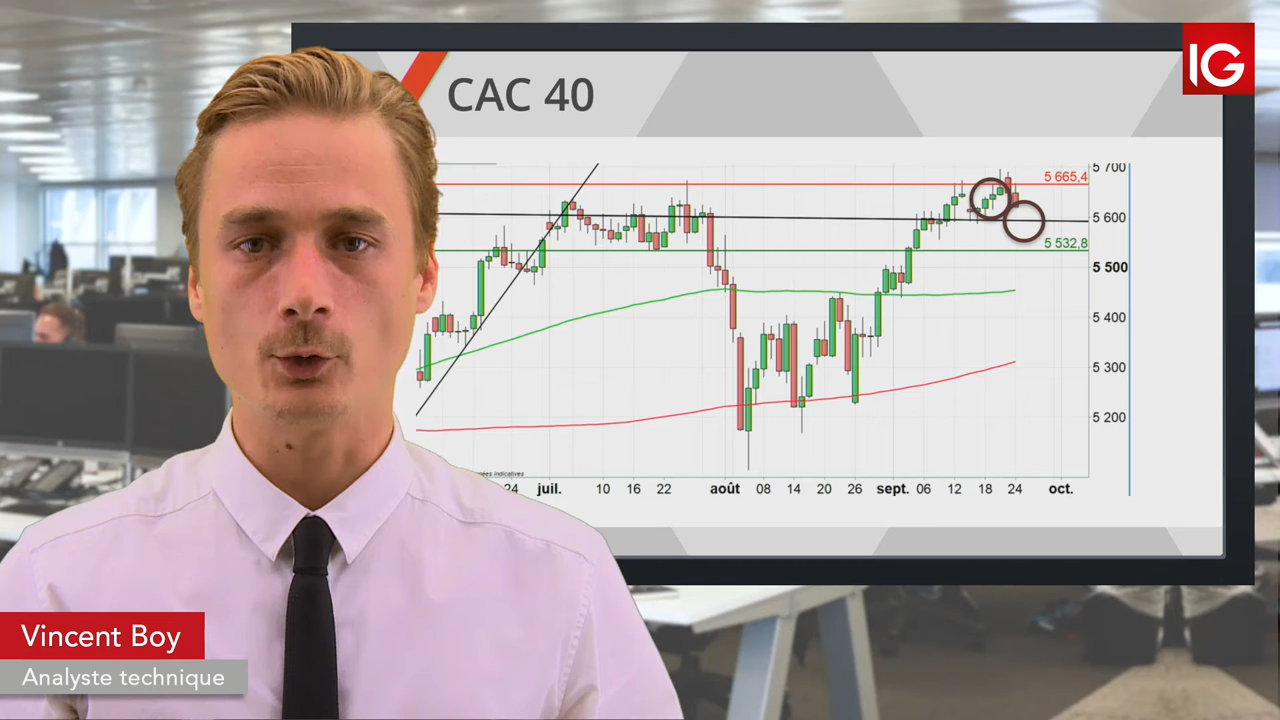 IG
CAC 40
5 700
5 665,4
5 600
5 532,8
5 500
5 400
5 300
5 200
indicatives
24 juil. 10 16 22 août 08 14 20 26 sept. 06 12 18 24 oct.
Vincent Boy
Analyste technique